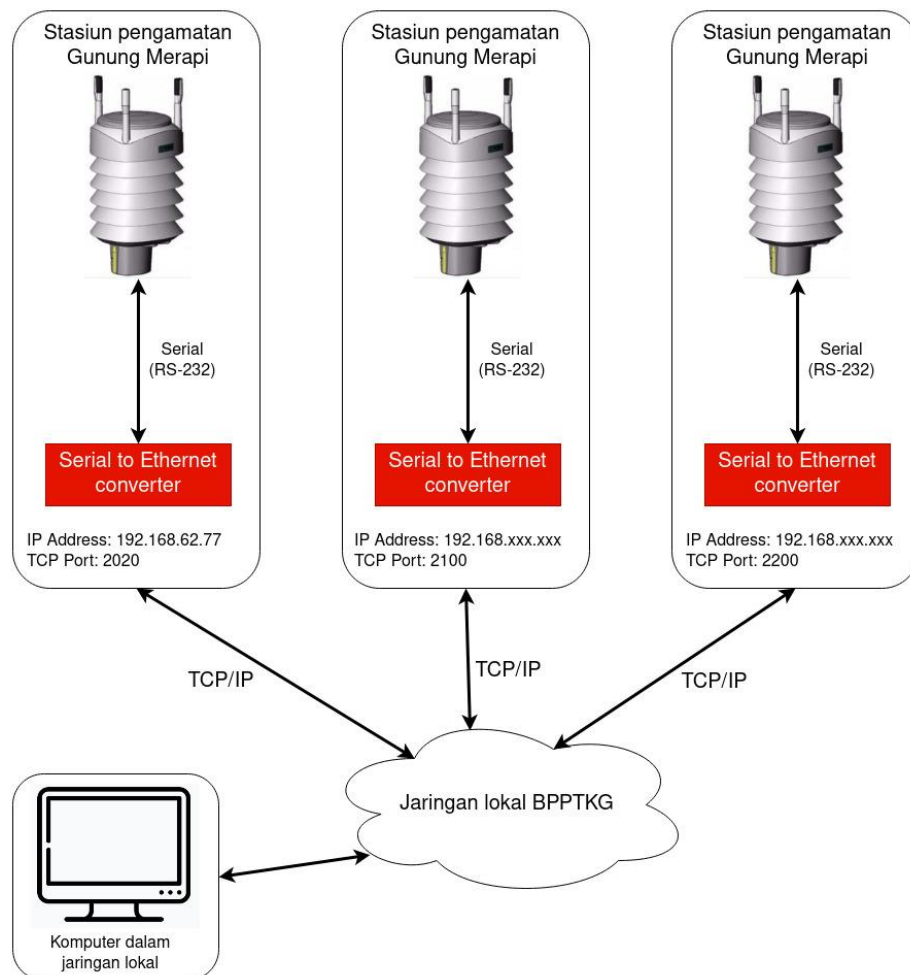 Stasiun pengamatan
Gunung Merapi
Serial
(RS-232)
Serial to Ethernet
converter
IP Address: 192.168.62.77
TCP Port: 2020
Stasiun pengamatan
Gunung Merapi
Serial
(RS-232)
Serial to Ethernet
converter
IP Address: 192.168.xxx.xxx
TCP Port: 2100
Stasiun pengamatan
Gunung Merapi
Serial
(RS-232)
Serial to Ethernet
converter
IP Address: 192.168.xxx.xxx
TCP Port: 2200
TCP/IP
TCP/IP
TCP/IP
Jaringan lokal BPPTKG
Komputer dalam
jaringan lokal